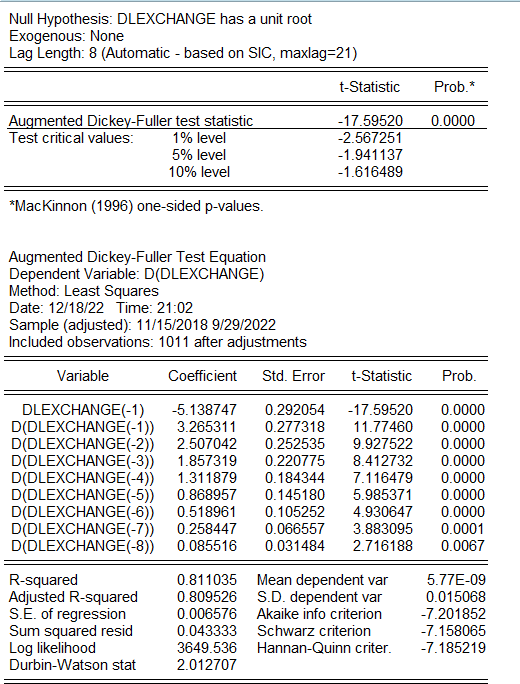 Null Hypothesis: DLEXCHANGE has a unit root
Exogenous: None
Lag Length: 8 (Automatic - based on SIC, maxlag=21)
t-Statistic Prob.*
Augmented Dickey-Fuller test statistic -17.59520 0.0000
Test critical values: 1% level -2.567251
5% level -1.941137
10% level -1.616489
*MacKinnon (1996) one-sided p-values.
Augmented Dickey-Fuller Test Equation
Dependent Variable: D(DLEXCHANGE)
Method: Least Squares
Date: 12/18/22 Time: 21:02
Sample (adjusted): 11/15/2018 9/29/2022
Included observations: 1011 after adjustments
Variable Coefficient Std. Error t-Statistic Prob.
DLEXCHANGE(-1) -5.138747 0.292054 -17.59520 0.0000
D(DLEXCHANGE(-1)) 3.265311 0.277318 11.77460 0.0000
D(DLEXCHANGE(-2)) 2.507042 0.252535 9.927522 0.0000
D(DLEXCHANGE(-3)) 1.857319 0.220775 8.412732 0.0000
D(DLEXCHANGE(-4)) 1.311879 0.184344 7.116479 0.0000
D(DLEXCHANGE(-5)) 0.868957 0.145180 5.985371 0.0000
D(DLEXCHANGE(-6)) 0.518961 0.105252 4.930647 0.0000
D(DLEXCHANGE(-7)) 0.258447 0.066557 3.883095 0.0001
D(DLEXCHANGE(-8)) 0.085516 0.031484 2.716188 0.0067
R-squared 0.811035 Mean dependent var 5.77E-09
Adjusted R-squared 0.809526 S.D. dependent var 0.015068
S.E. of regression 0.006576 Akaike info criterion -7.201852
Sum squared resid 0.043333 Schwarz criterion -7.158065
Log likelihood 3649.536 Hannan-Quinn criter. -7.185219
Durbin-Watson stat 2.012707